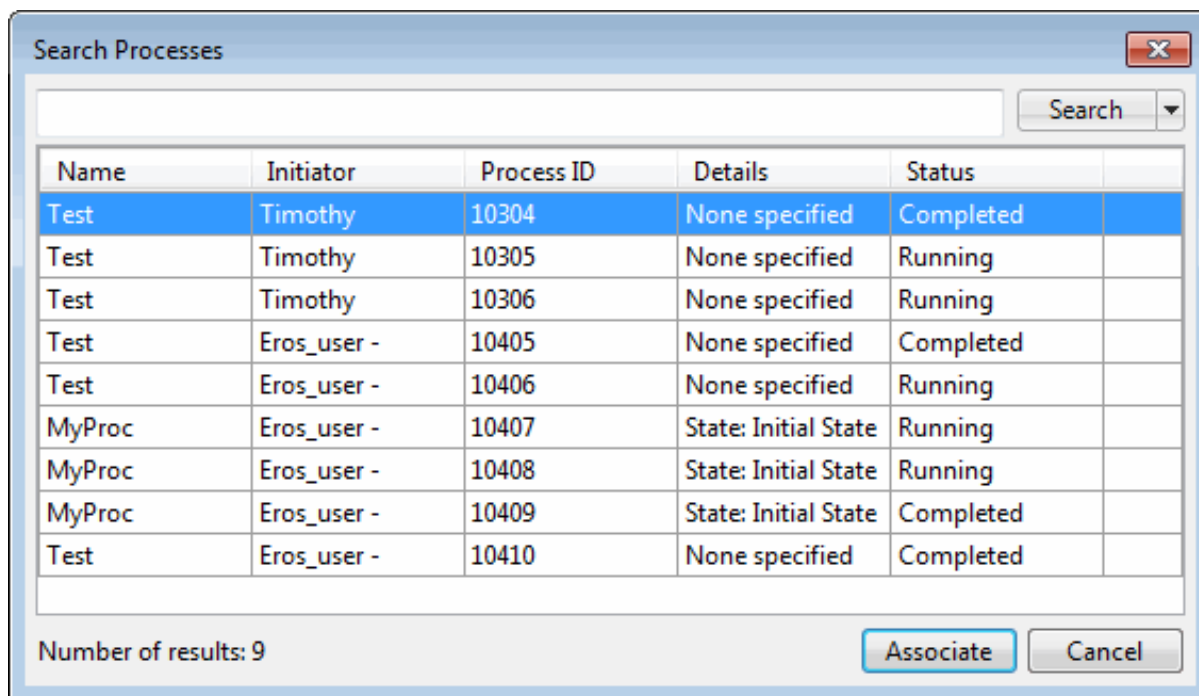 Search Processes
Search
Name Initiator Process ID Details Status
Test Timothy 10304 None specified Completed
Test Timothy 10305 None specified Running
Test Timothy 10306 None specified Running
Test Eros_user - 10405 None specified Completed
Test Eros_user - 10406 None specified Running
MyProc Eros_user - 10407 State: Initial State Running
MyProc Eros_user - 10408 State: Initial State Running
MyProc Eros_user - 10409 State: Initial State Completed
Test Eros_user - 10410 None specified Completed
Number of results: 9 Associate Cancel